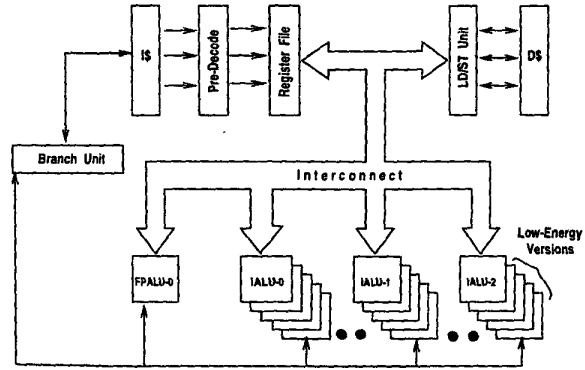 I$
Pre-Decode
Register File
LD/ST Unit
D$
Branch Unit
Interconnect
Low-Energy
Versions
FPALU-0
IALU-0
IALU-1
IALU-2